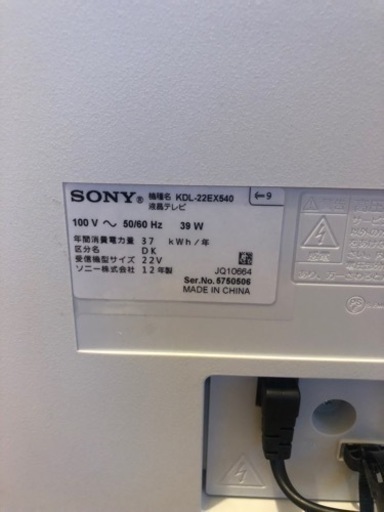 SONY® 機種名 KDL-22EX540 ⇐9
液晶テレビ
100 V ～ 50/60 Hz 39 W
年間消費電力量 37 kWh/年
区分名 DK
受信機型サイズ 22V
ソニー株式会社 12年製
JQ10664
Ser.No.5750506
MADE IN CHINA